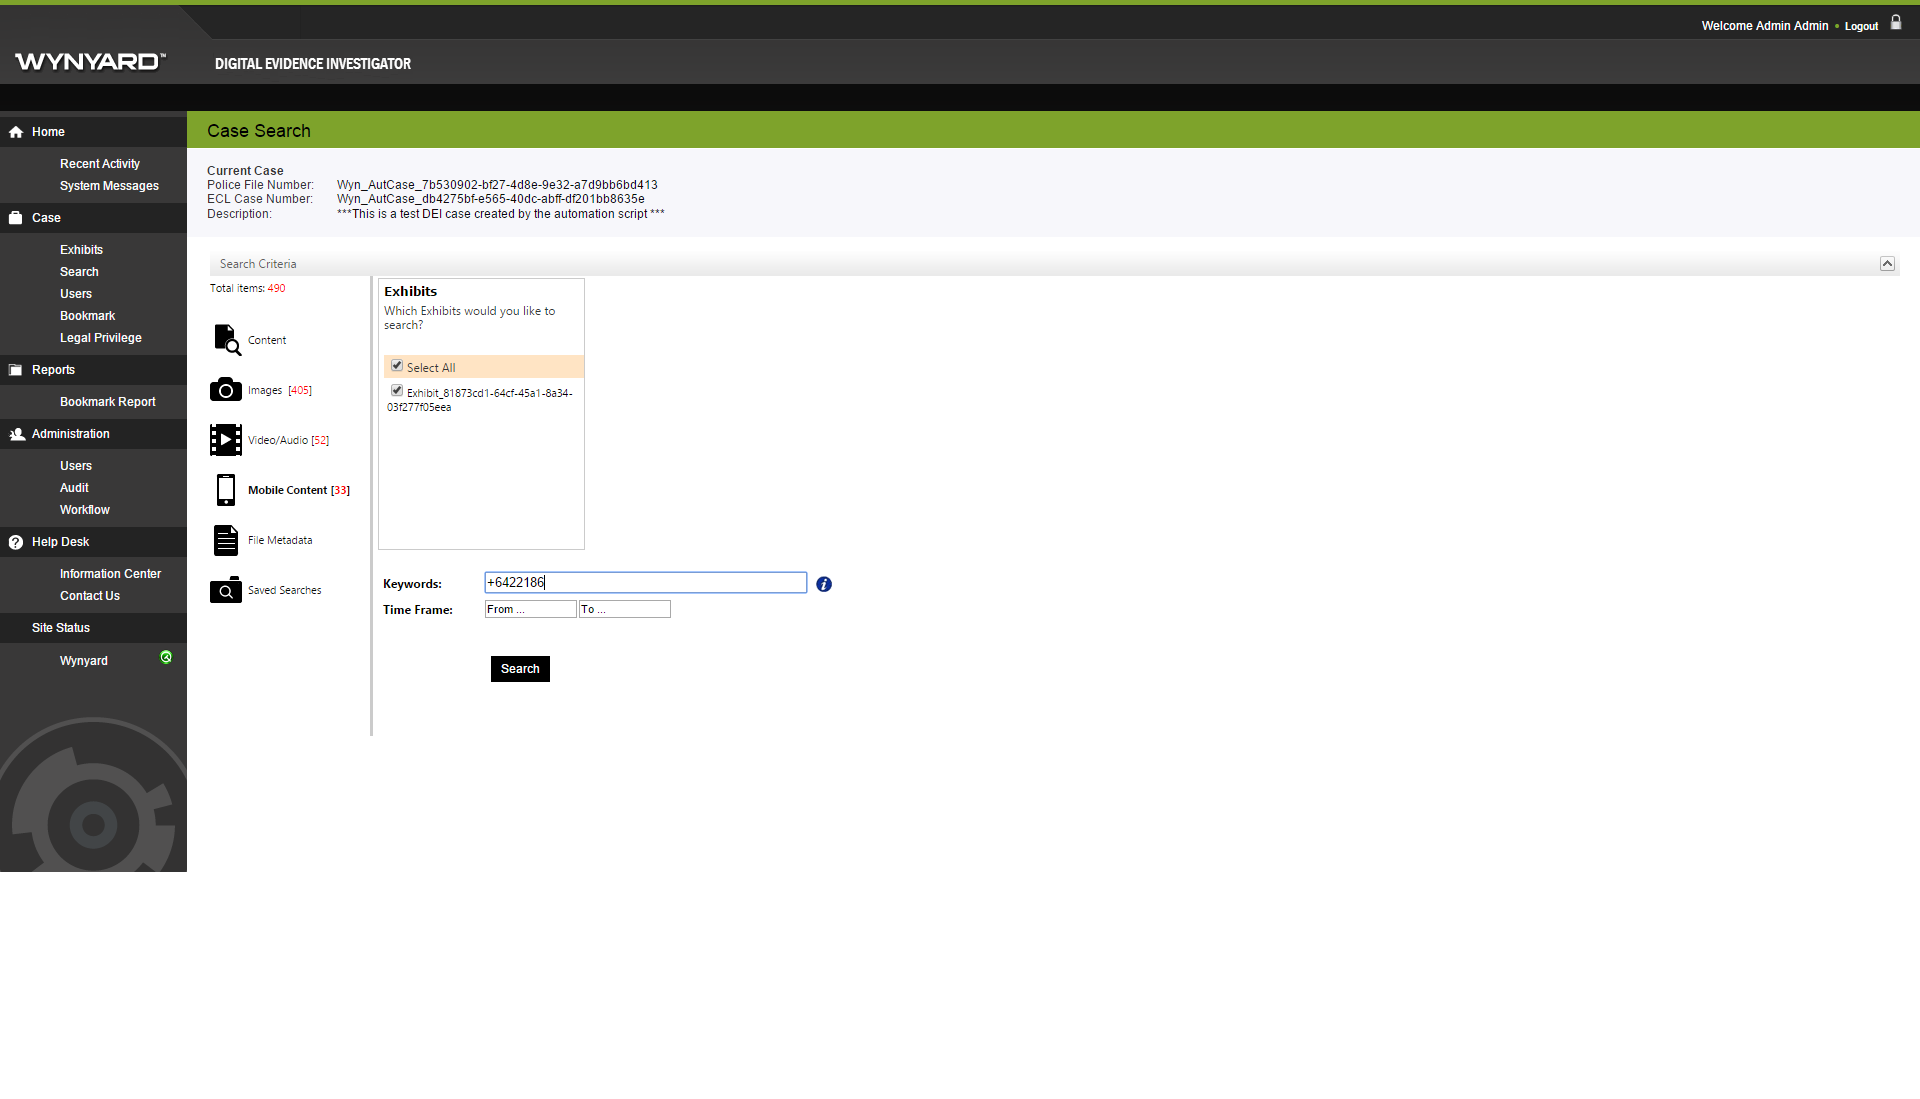 Welcome Admin Admin • Logout
WYNYARD™
DIGITAL EVIDENCE INVESTIGATOR
Home
Recent Activity
System Messages
Case
Exhibits
Search
Users
Bookmark
Legal Privilege
Reports
Bookmark Report
Administration
Users
Audit
Workflow
Help Desk
Information Center
Contact Us
Site Status
Wynyard
Case Search
Current Case
Police File Number: Wyn_AutCase_7b530902-bf27-4d8e-9e32-a7d9bb6bd413
ECL Case Number: Wyn_AutCase_db4275bf-e565-40dc-abff-df201bb8635e
Description: ***This is a test DEI case created by the automation script ***
Search Criteria
Total items: 490
Content
Images [405]
Video/Audio [52]
Mobile Content [33]
File Metadata
Saved Searches
Exhibits
Which Exhibits would you like to
search?
Select All
Exhibit_81873cd1-64cf-45a1-8a34-
03f277f05eea
Keywords: +6422186
Time Frame: From ... To ...
Search